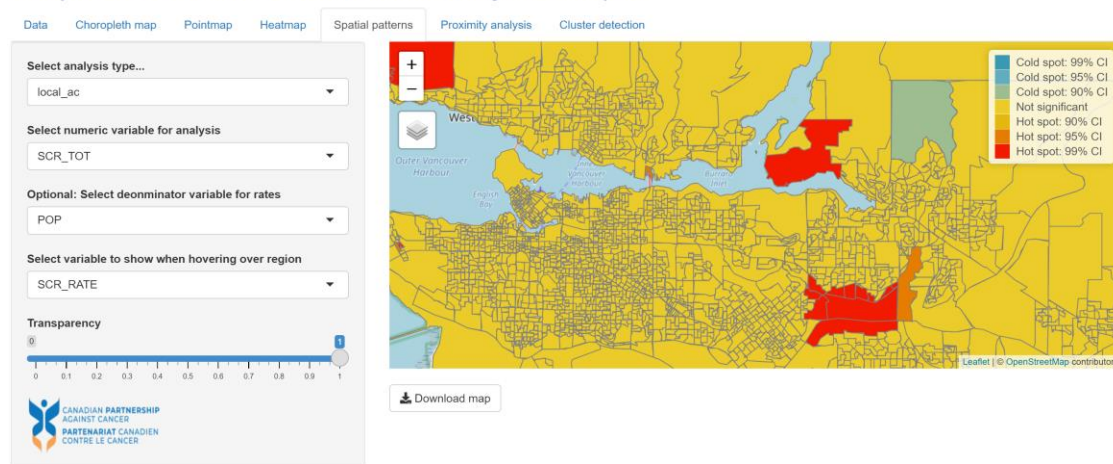 Data Choropleth map Pointmap Heatmap Spatial patterns Proximity analysis Cluster detection
Select analysis type...
local_ac
Select numeric variable for analysis
SCR_TOT
Optional: Select deonminator variable for rates
POP
Select variable to show when hovering over region
SCR_RATE
Transparency
0 1
0 0.1 0.2 0.3 0.4 0.5 0.6 0.7 0.8 0.9 1
CANADIAN PARTNERSHIP
AGAINST CANCER
PARTENARIAT CANADIEN
CONTRE LE CANCER
+
−
West
Outer Vancouver
Harbour
English
Bay
Vancouver
Harbour
Burrard
Inlet
Cold spot: 99% CI
Cold spot: 95% CI
Cold spot: 90% CI
Not significant
Hot spot: 90% CI
Hot spot: 95% CI
Hot spot: 99% CI
Leaflet | © OpenStreetMap contributor
Download map